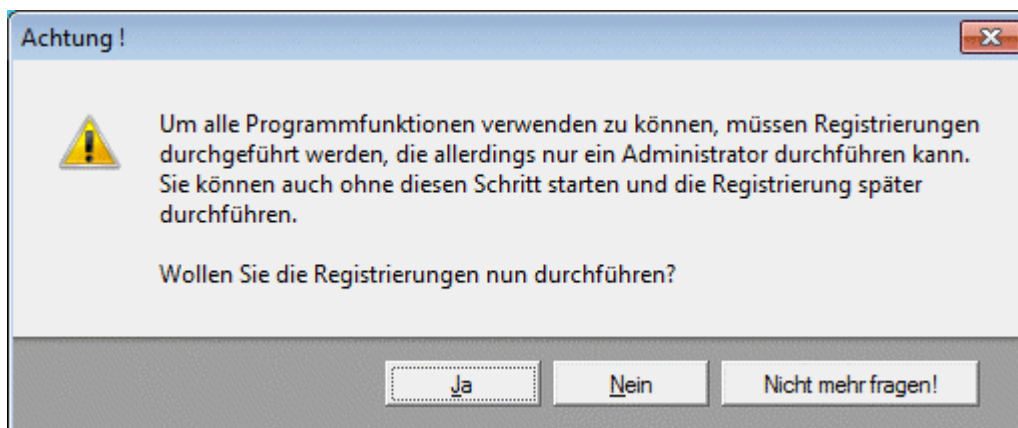 Achtung !
Um alle Programmfunktionen verwenden zu können, müssen Registrierungen
durchgeführt werden, die allerdings nur ein Administrator durchführen kann.
Sie können auch ohne diesen Schritt starten und die Registrierung später
durchführen.
Wollen Sie die Registrierungen nun durchführen?
Ja Nein Nicht mehr fragen!